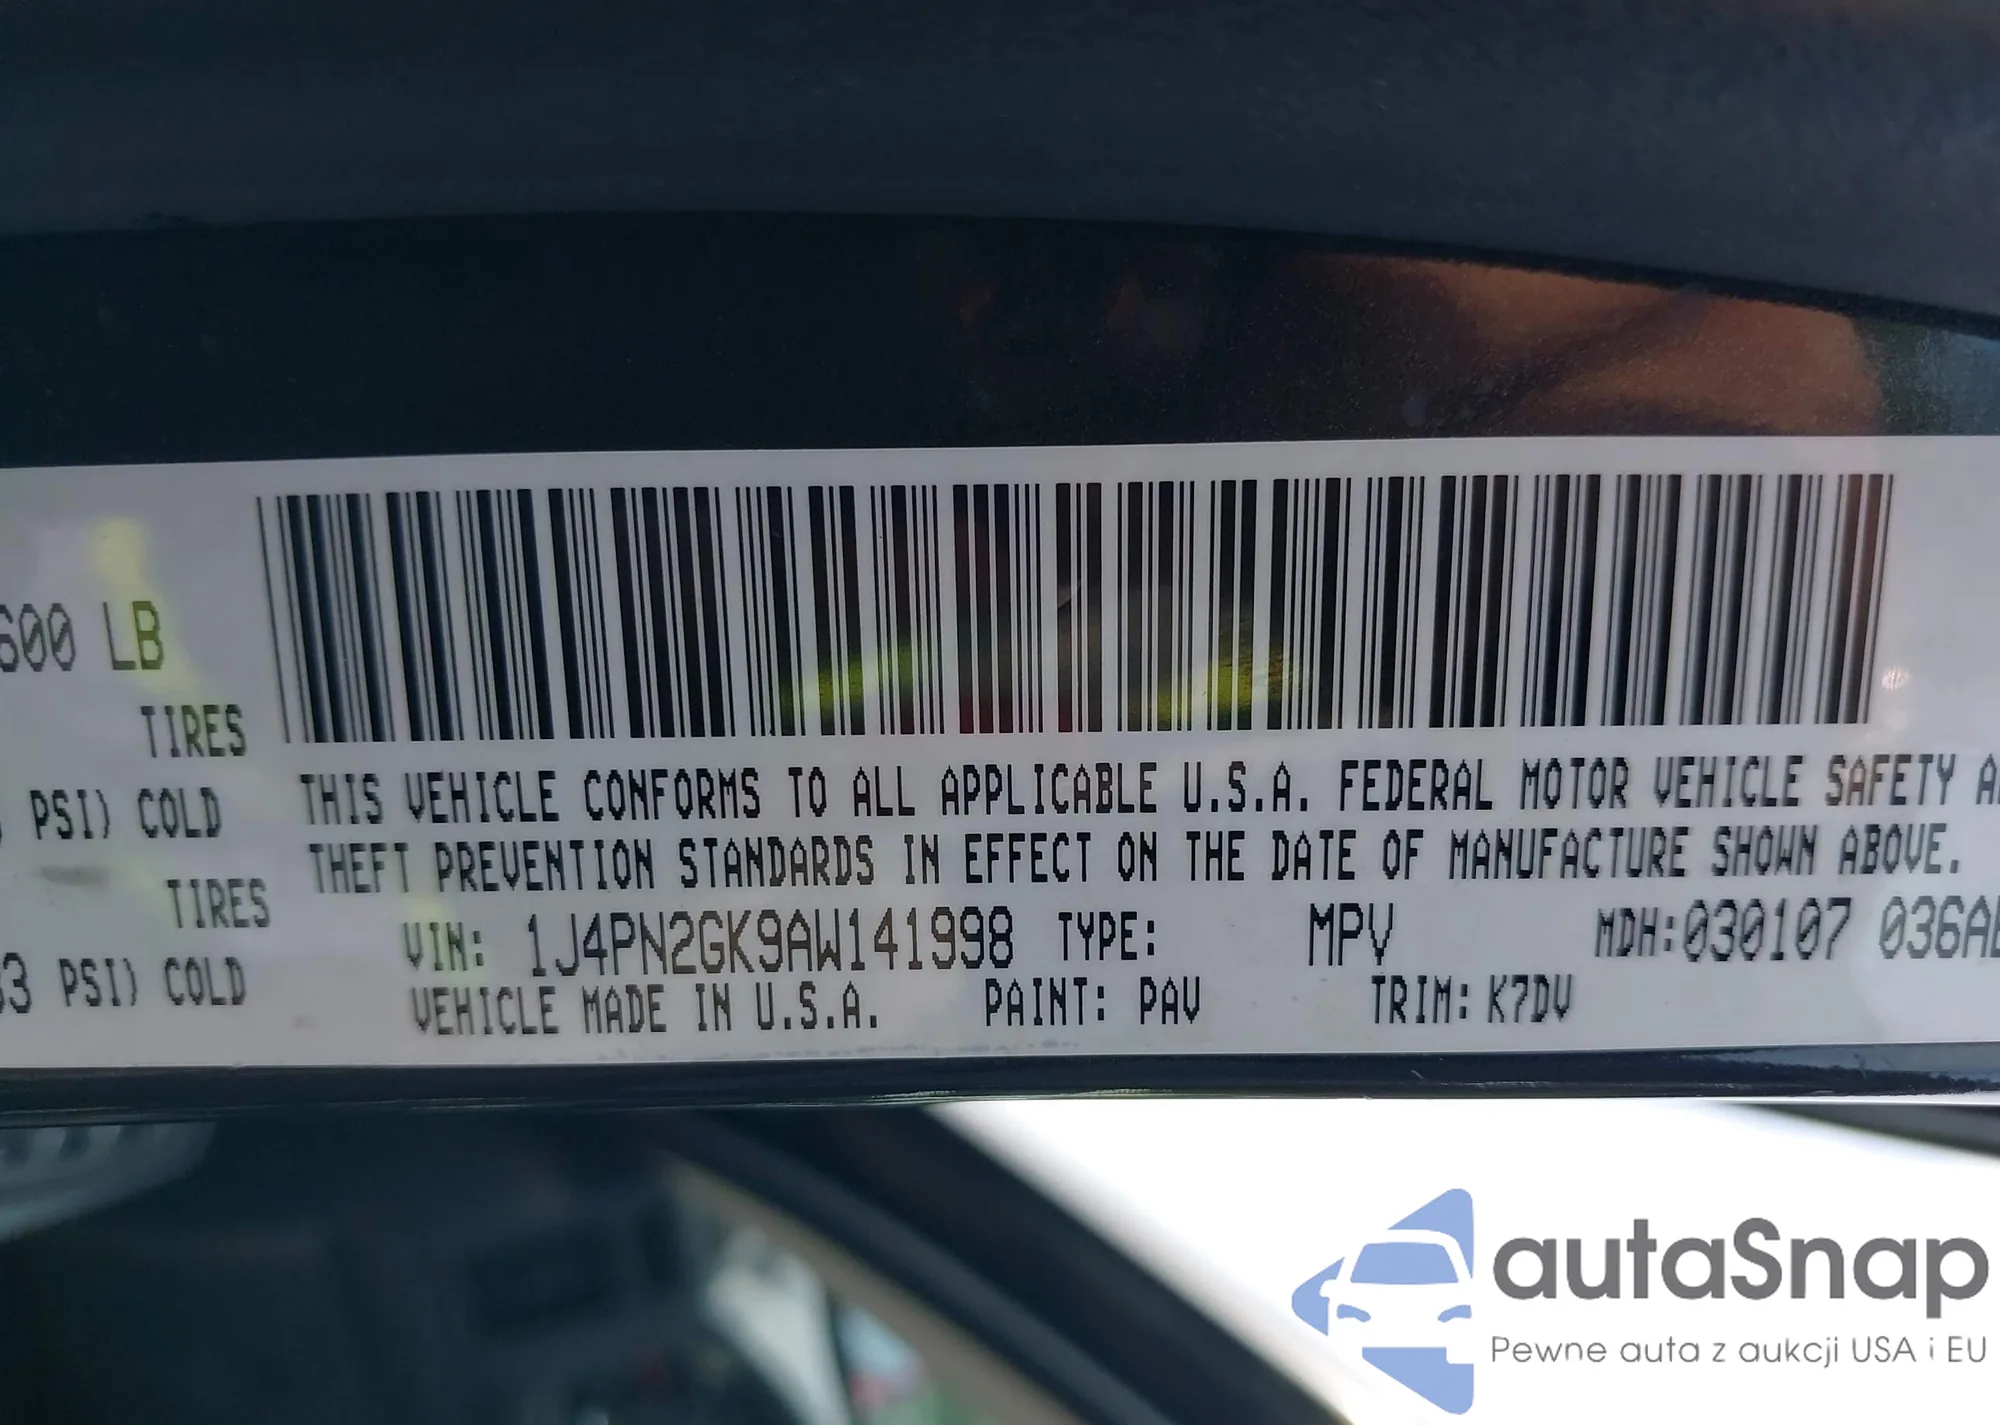 600 LB
TIRES
PSI) COLD
TIRES
33 PSI) COLD
THIS VEHICLE CONFORMS TO ALL APPLICABLE U.S.A. FEDERAL MOTOR VEHICLE SAFETY
THEFT PREVENTION STANDARDS IN EFFECT ON THE DATE OF MANUFACTURE SHOWN ABOVE.
VIN: 1J4PN2GK9AW141998 TYPE: MPV MDH:030107 036AE
VEHICLE MADE IN U.S.A. PAINT: PAV TRIM: K7DV
autaSnap
Pewne auta z aukcji USA i EU